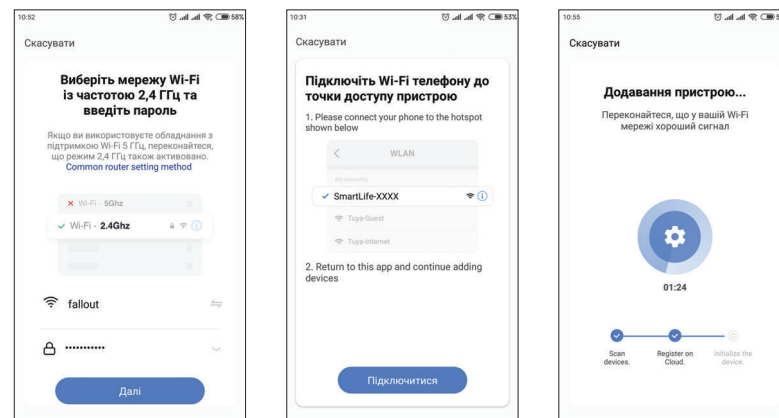 10:52
58%
Скасувати
Виберіть мережу Wi-Fi
із частотою 2,4 ГГц та
введіть пароль
Якщо ви використовуєте обладнання з
підтримкою Wi-Fi 5 ГГц, переконайтеся,
що режим 2,4 ГГц також активовано.
Common router setting method
Wi-Fi - 5Ghz
Wi-Fi - 2.4Ghz
fallout
•••••••••••
Далі
10:31
53%
Скасувати
Підключіть Wi-Fi телефону до
точки доступу пристрою
1. Please connect your phone to the hotspot
shown below
WLAN
My networks
SmartLife-XXXX
Tuya-Guest
Tuya-Internet
2. Return to this app and continue adding
devices
Підключитися
10:55
Скасувати
Додавання пристрою...
Переконайтеся, що у вашій Wi-Fi
мережі хороший сигнал
01:24
Scan
devices.
Register on
Cloud.
Initialize the
device.